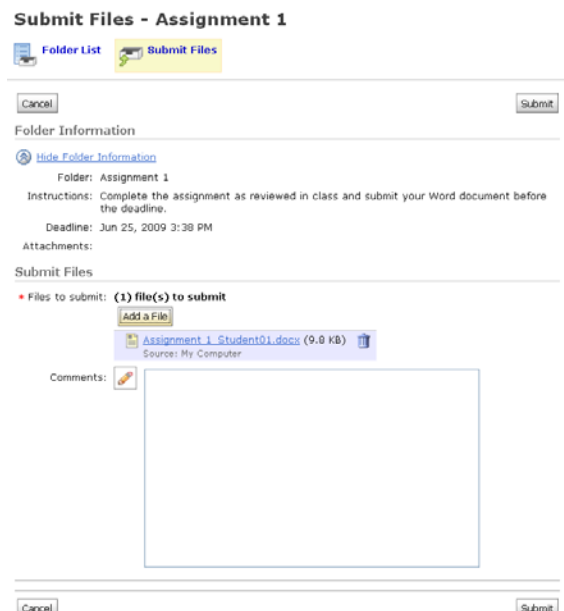 Submit Files - Assignment 1
Folder List Submit Files
Cancel Submit
Folder Information
Hide Folder Information
Folder: Assignment 1
Instructions: Complete the assignment as reviewed in class and submit your Word document before
the deadline.
Deadline: Jun 25, 2009 3:38 PM
Attachments:
Submit Files
* Files to submit: (1) file(s) to submit
Add a File
Assignment 1_Student01.docx (9.8 KB)
Source: My Computer
Comments:
Cancel Submit